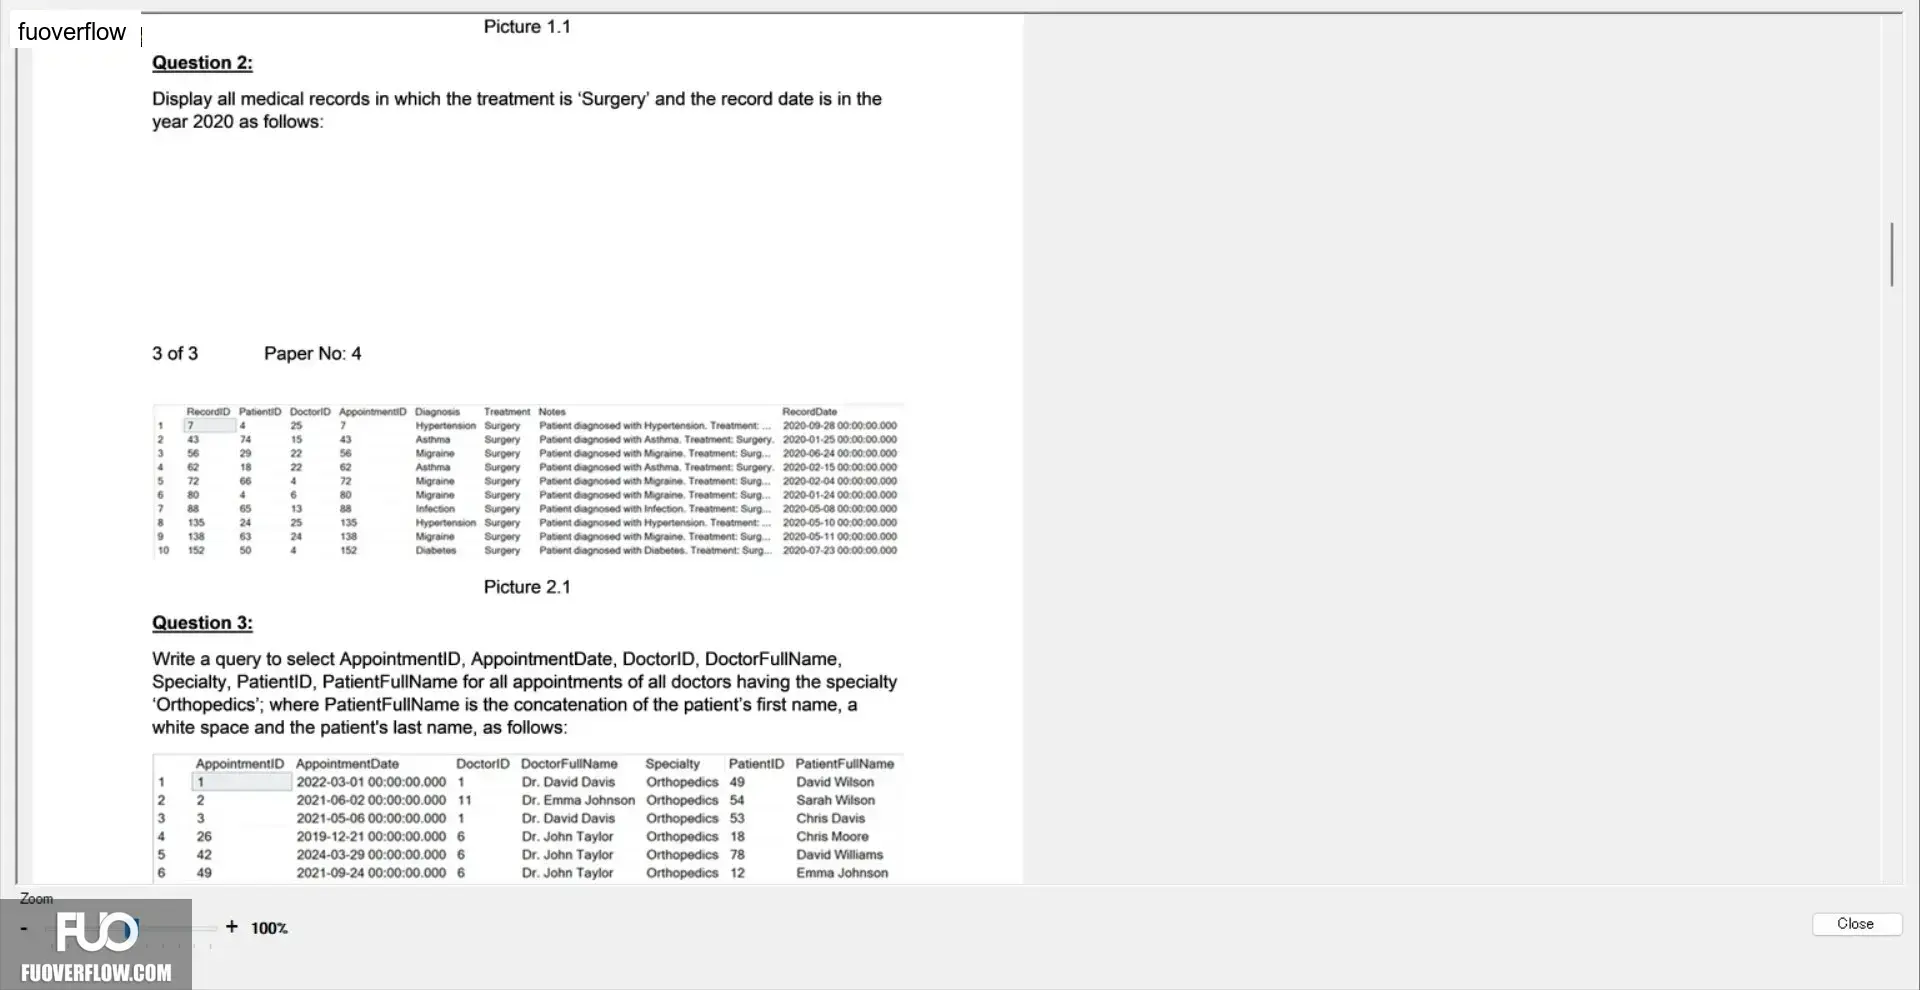 fuoverflow
Picture 1.1
Question 2:
Display all medical records in which the treatment is ‘Surgery’ and the record date is in the
year 2020 as follows:
3 of 3 Paper No: 4
RecordID PatientID DoctorID AppointmentID Diagnosis Treatment Notes RecordDate
1 7 4 25 7 Hypertension Surgery Patient diagnosed with Hypertension. Treatment: ... 2020-09-28 00:00:00.000
2 43 74 15 43 Asthma Surgery Patient diagnosed with Asthma. Treatment: Surgery. 2020-01-25 00:00:00.000
3 56 29 22 56 Migraine Surgery Patient diagnosed with Migraine. Treatment: Surg... 2020-06-24 00:00:00.000
4 62 18 22 62 Asthma Surgery Patient diagnosed with Asthma. Treatment: Surgery. 2020-02-15 00:00:00.000
5 72 66 4 72 Migraine Surgery Patient diagnosed with Migraine. Treatment: Surg... 2020-02-04 00:00:00.000
6 80 4 6 80 Migraine Surgery Patient diagnosed with Migraine. Treatment: Surg... 2020-01-24 00:00:00.000
7 88 65 13 88 Infection Surgery Patient diagnosed with Infection. Treatment: Surg... 2020-05-08 00:00:00.000
8 135 24 25 135 Hypertension Surgery Patient diagnosed with Hypertension. Treatment: ... 2020-05-10 00:00:00.000
9 138 63 24 138 Migraine Surgery Patient diagnosed with Migraine. Treatment: Surg... 2020-05-11 00:00:00.000
10 152 50 4 152 Diabetes Surgery Patient diagnosed with Diabetes. Treatment: Surg... 2020-07-23 00:00:00.000
Picture 2.1
Question 3:
Write a query to select AppointmentID, AppointmentDate, DoctorID, DoctorFullName,
Specialty, PatientID, PatientFullName for all appointments of all doctors having the specialty
‘Orthopedics’; where PatientFullName is the concatenation of the patient’s first name, a
white space and the patient's last name, as follows:
AppointmentID AppointmentDate DoctorID DoctorFullName Specialty PatientID PatientFullName
1 1 2022-03-01 00:00:00.000 1 Dr. David Davis Orthopedics 49 David Wilson
2 2 2021-06-02 00:00:00.000 11 Dr. Emma Johnson Orthopedics 54 Sarah Wilson
3 3 2021-05-06 00:00:00.000 1 Dr. David Davis Orthopedics 53 Chris Davis
4 26 2019-12-21 00:00:00.000 6 Dr. John Taylor Orthopedics 18 Chris Moore
5 42 2024-03-29 00:00:00.000 6 Dr. John Taylor Orthopedics 78 David Williams
6 49 2021-09-24 00:00:00.000 6 Dr. John Taylor Orthopedics 12 Emma Johnson
Zoom
- + 100%
Close
FUO
FUOVERFLOW.COM